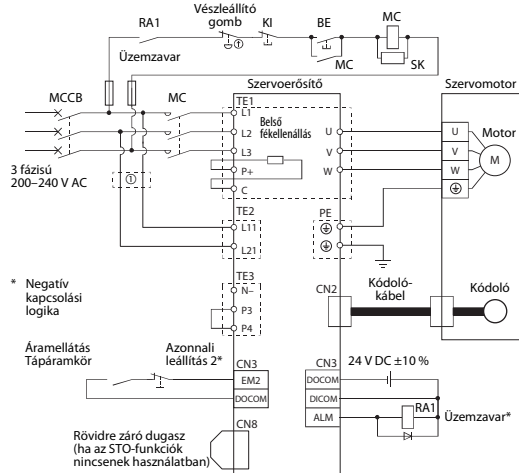 Vészleállító
gomb
RA1
KI
BE
MC
①
Üzemzavar
MC
SK
MCCB
MC
Szervoerősítő
Szervomotor
TE1
L1
Belső
fékellenállás
L2
L3
P+
C
U
V
W
U
V
W
Motor
M
3 fázisú
200–240 V AC
①
TE2
L11
L21
PE
* Negatív
kapcsolási
logika
TE3
N–
P3
P4
CN2
Kódoló-
kábel
Kódoló
Áramellátás
Tápáramkör
Azonnali
leállítás 2*
CN3
EM2
DOCOM
CN3
24 V DC ±10 %
DOCOM
DICOM
ALM
RA1
Üzemzavar*
CN8
Rövidre záró dugasz
(ha az STO-funkciók
nincsenek használatban)